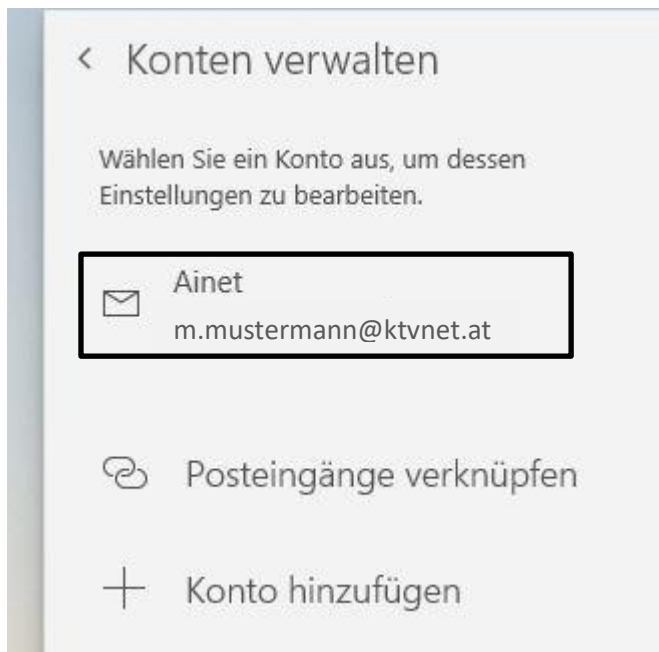 Konten verwalten
Wählen Sie ein Konto aus, um dessen
Einstellungen zu bearbeiten.
Ainet
m.mustermann@ktvnet.at
Posteingänge verknüpfen
Konto hinzufügen